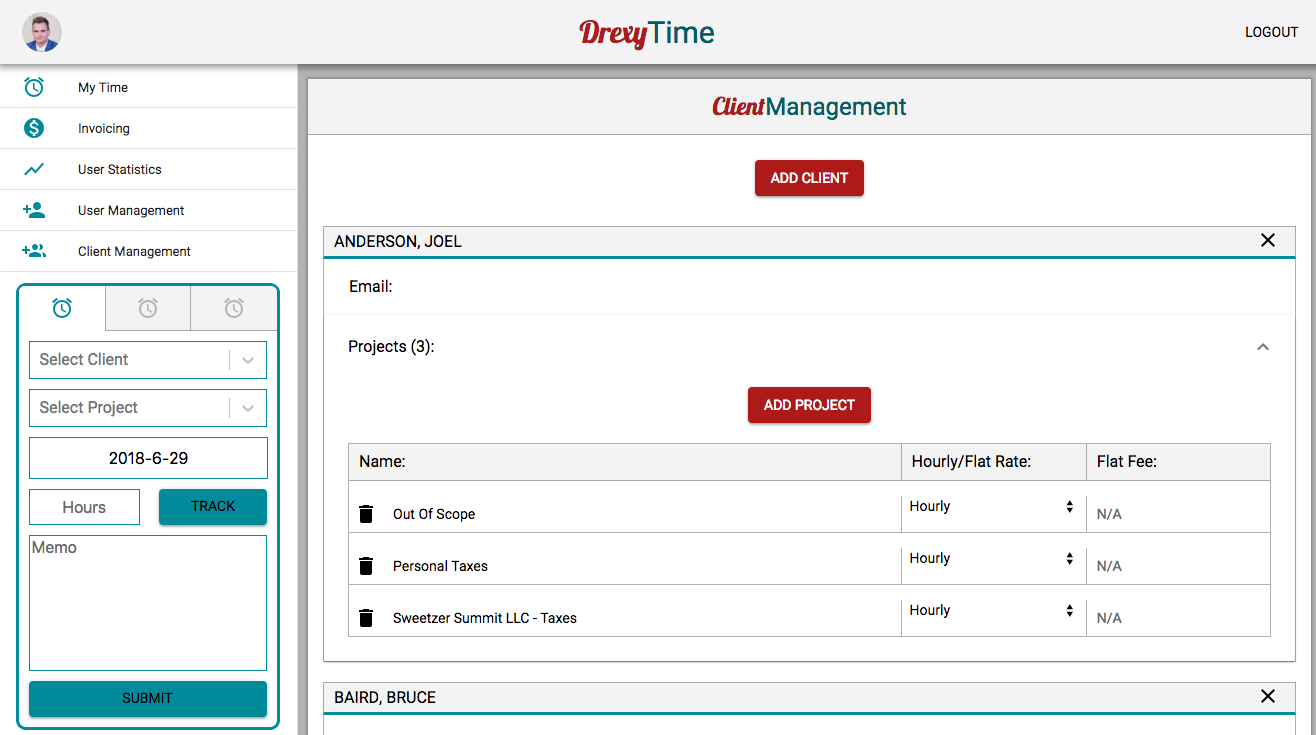 DrexyTime
LOGOUT
My Time
Invoicing
User Statistics
User Management
Client Management
Select Client
Select Project
2018-6-29
Hours
TRACK
Memo
SUBMIT
ClientManagement
ADD CLIENT
ANDERSON, JOEL
Email:
Projects (3):
ADD PROJECT
Name: Hourly/Flat Rate: Flat Fee:
Out Of Scope Hourly N/A
Personal Taxes Hourly N/A
Sweetzer Summit LLC - Taxes Hourly N/A
BAIRD, BRUCE